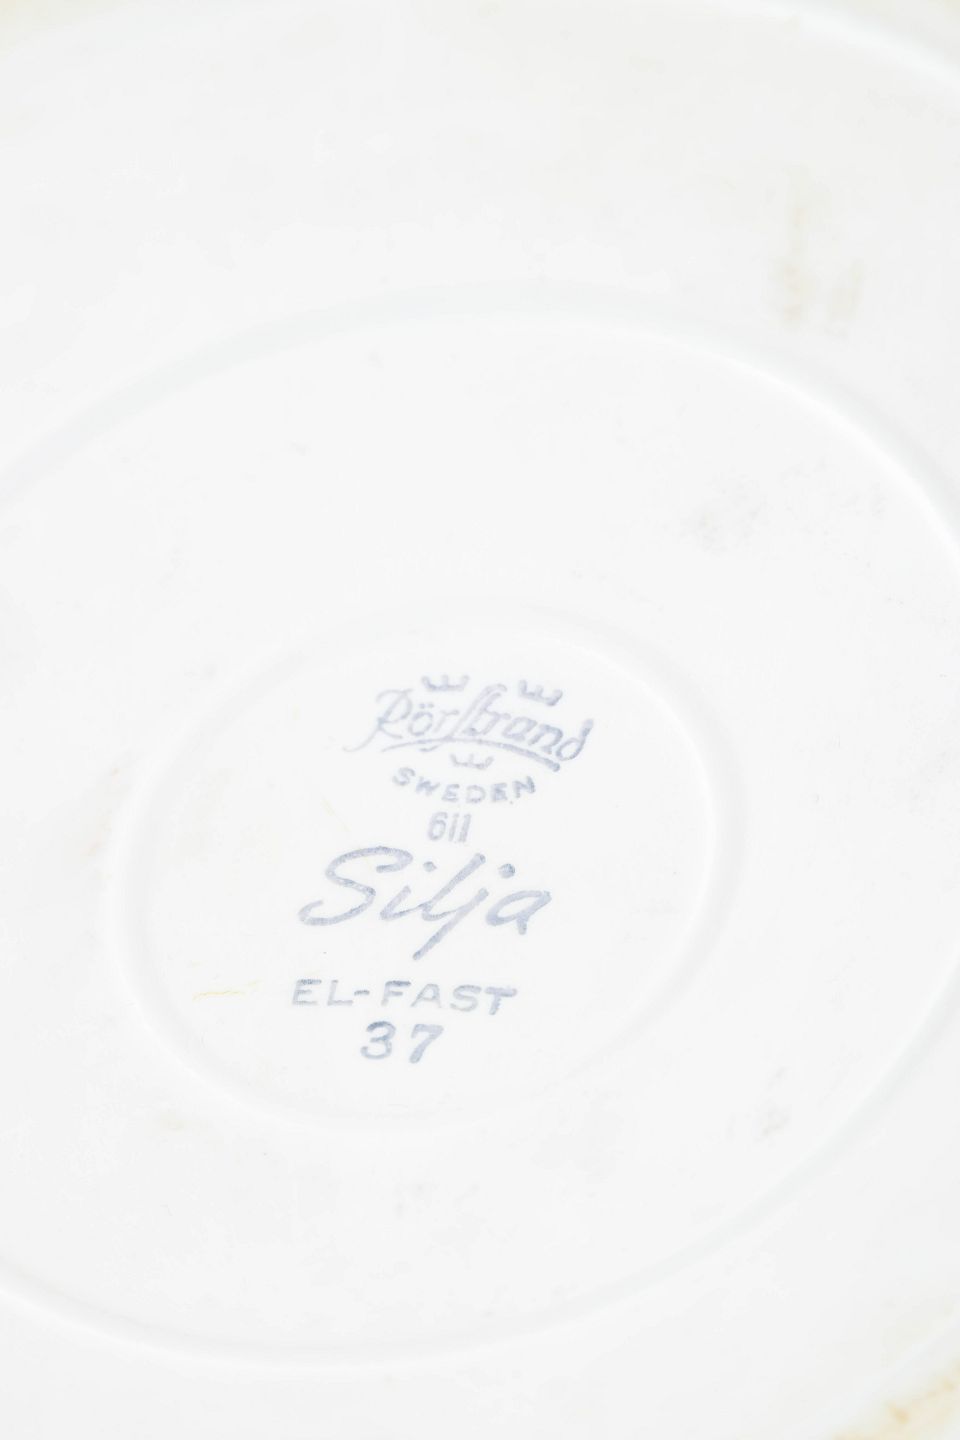 Rörstrand
SWEDEN
611
Silja
EL-FAST
37